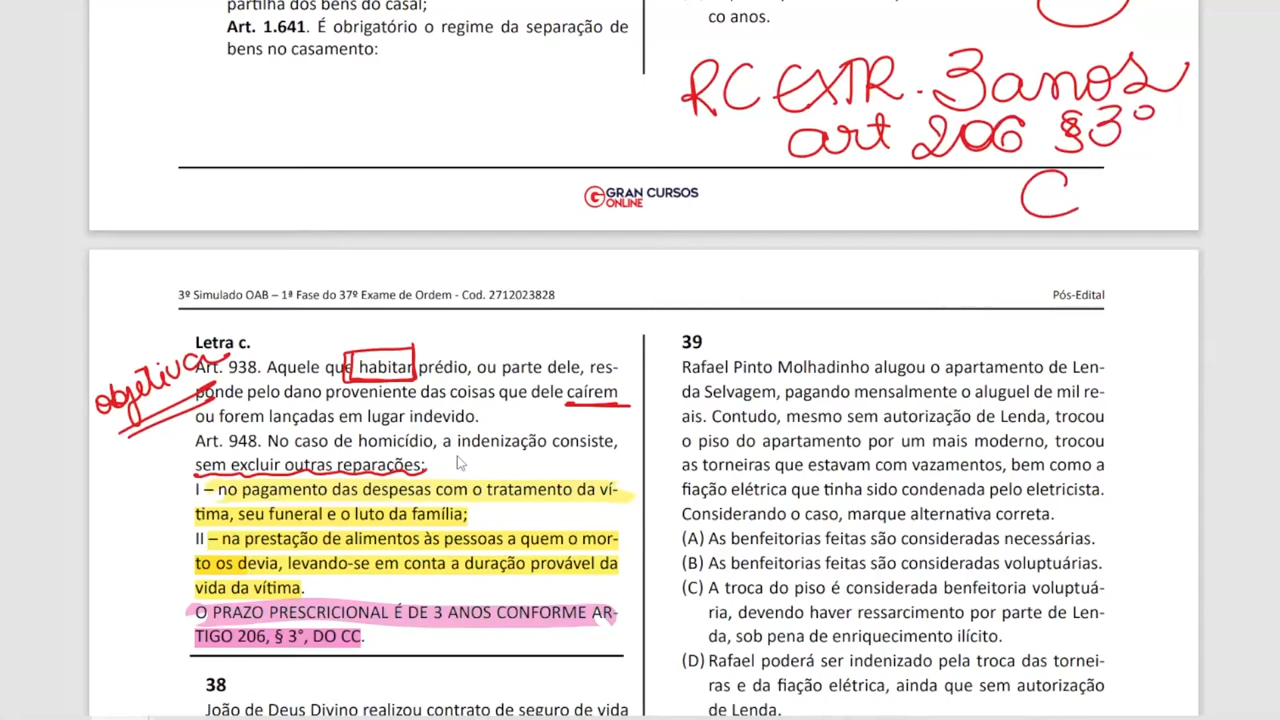 partilha dos bens do casal;
Art. 1.641. É obrigatório o regime da separação de
bens no casamento:
co anos.
RC EXTR. 3 anos
art 206 §3º
C
GRAN CURSOS
ONLINE
3º Simulado OAB – 1ª Fase do 37º Exame de Ordem - Cod. 2712023828
Pós-Edital
Letra c.
objetiva
Art. 938. Aquele que habitar prédio, ou parte dele, res-
ponde pelo dano proveniente das coisas que dele caírem
ou forem lançadas em lugar indevido.
Art. 948. No caso de homicídio, a indenização consiste,
sem excluir outras reparações:
I – no pagamento das despesas com o tratamento da ví-
tima, seu funeral e o luto da família;
II – na prestação de alimentos às pessoas a quem o mor-
to os devia, levando-se em conta a duração provável da
vida da vítima.
O PRAZO PRESCRICIONAL É DE 3 ANOS CONFORME AR-
TIGO 206, § 3°, DO CC.
38
João de Deus Divino realizou contrato de seguro de vida
39
Rafael Pinto Molhadinho alugou o apartamento de Len-
da Selvagem, pagando mensalmente o aluguel de mil re-
ais. Contudo, mesmo sem autorização de Lenda, trocou
o piso do apartamento por um mais moderno, trocou
as torneiras que estavam com vazamentos, bem como a
fiação elétrica que tinha sido condenada pelo eletricista.
Considerando o caso, marque alternativa correta.
(A) As benfeitorias feitas são consideradas necessárias.
(B) As benfeitorias feitas são consideradas voluptuárias.
(C) A troca do piso é considerada benfeitoria voluptuá-
ria, devendo haver ressarcimento por parte de Len-
da, sob pena de enriquecimento ilícito.
(D) Rafael poderá ser indenizado pela troca das tornei-
ras e da fiação elétrica, ainda que sem autorização
de Lenda.